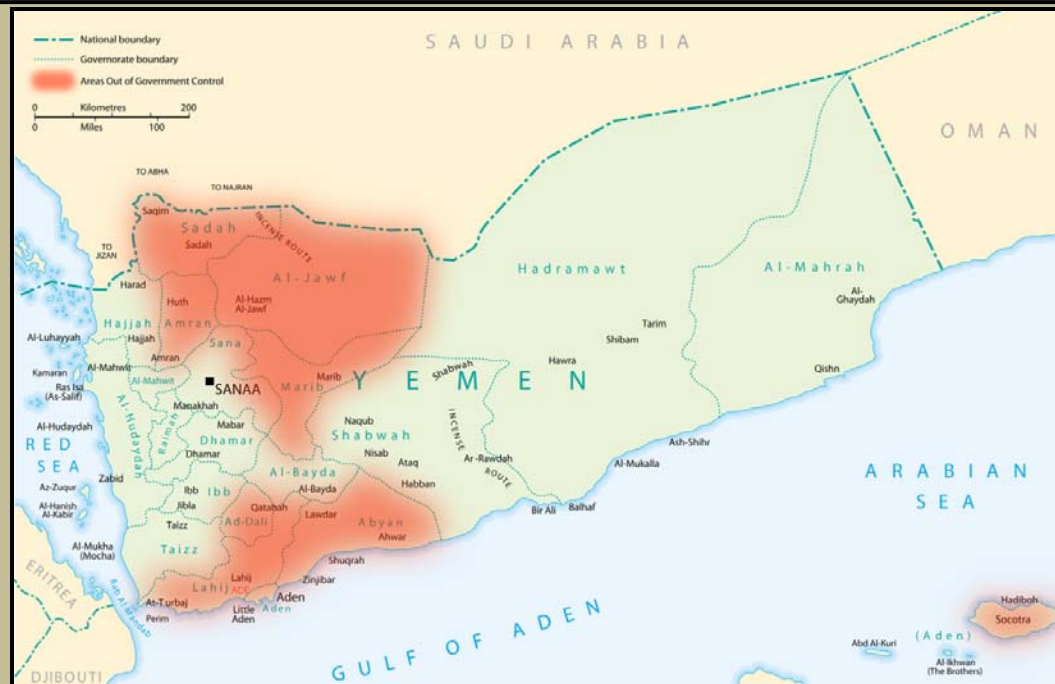 National boundary
Governorate boundary
Areas Out of Government Control
0 Kilometres 200
0 Miles 100
SAUDI ARABIA
OMAN
TO ABHA
TO NAJRAN
TO
JIZAN
Saqim
Sadah
Sadah
INCENSE ROUTE
Al-Jawf
Harad
Huth
Al-Hazm
Al-Jawf
Hajjah
Amran
Hajjah
Sana
Al-Luhayyah
Amran
Kamaran
Al-Mahwit
Al-Mahwit
Ras Isa
(As-Salif)
SANAA
Marib
Marib
YEMEN
Hadramawt
Al-Mahrah
Al-
Ghaydah
Tarim
Shibam
Hawra
Shabwah
Qishn
Manakhah
Al-Hudaydah
Raimah
Al-Hudaydah
Mabar
Dhamar
Dhamar
Naqub
Shabwah
INCENSE
ROUTE
Nisab
Ataq
Ar-Rawdah
Ash-Shihr
Al-Mukalla
RED
SEA
Zabid
Az-Zuqur
Al-Hanish
Al-Kabir
Al-Bayda
Habban
Ibb
Ibb
Al-Bayda
Jibla
Qatabah
Lawdar
Bir Ali
Balhaf
Taizz
Ad-Dali
Abyan
Ahwar
ARABIAN
SEA
Al-Mukha
(Mocha)
Taizz
Shuqrah
Lahij
Lahij
ADE
Zinjibar
ERITREA
Bab Al Mandab
At-Turbaj
Perim
Little
Aden
Aden
Aden
GULF OF ADEN
Hadiboh
Socotra
(Aden)
Abd Al-Kuri
Al-Ikhwan
(The Brothers)
DJIBOUTI